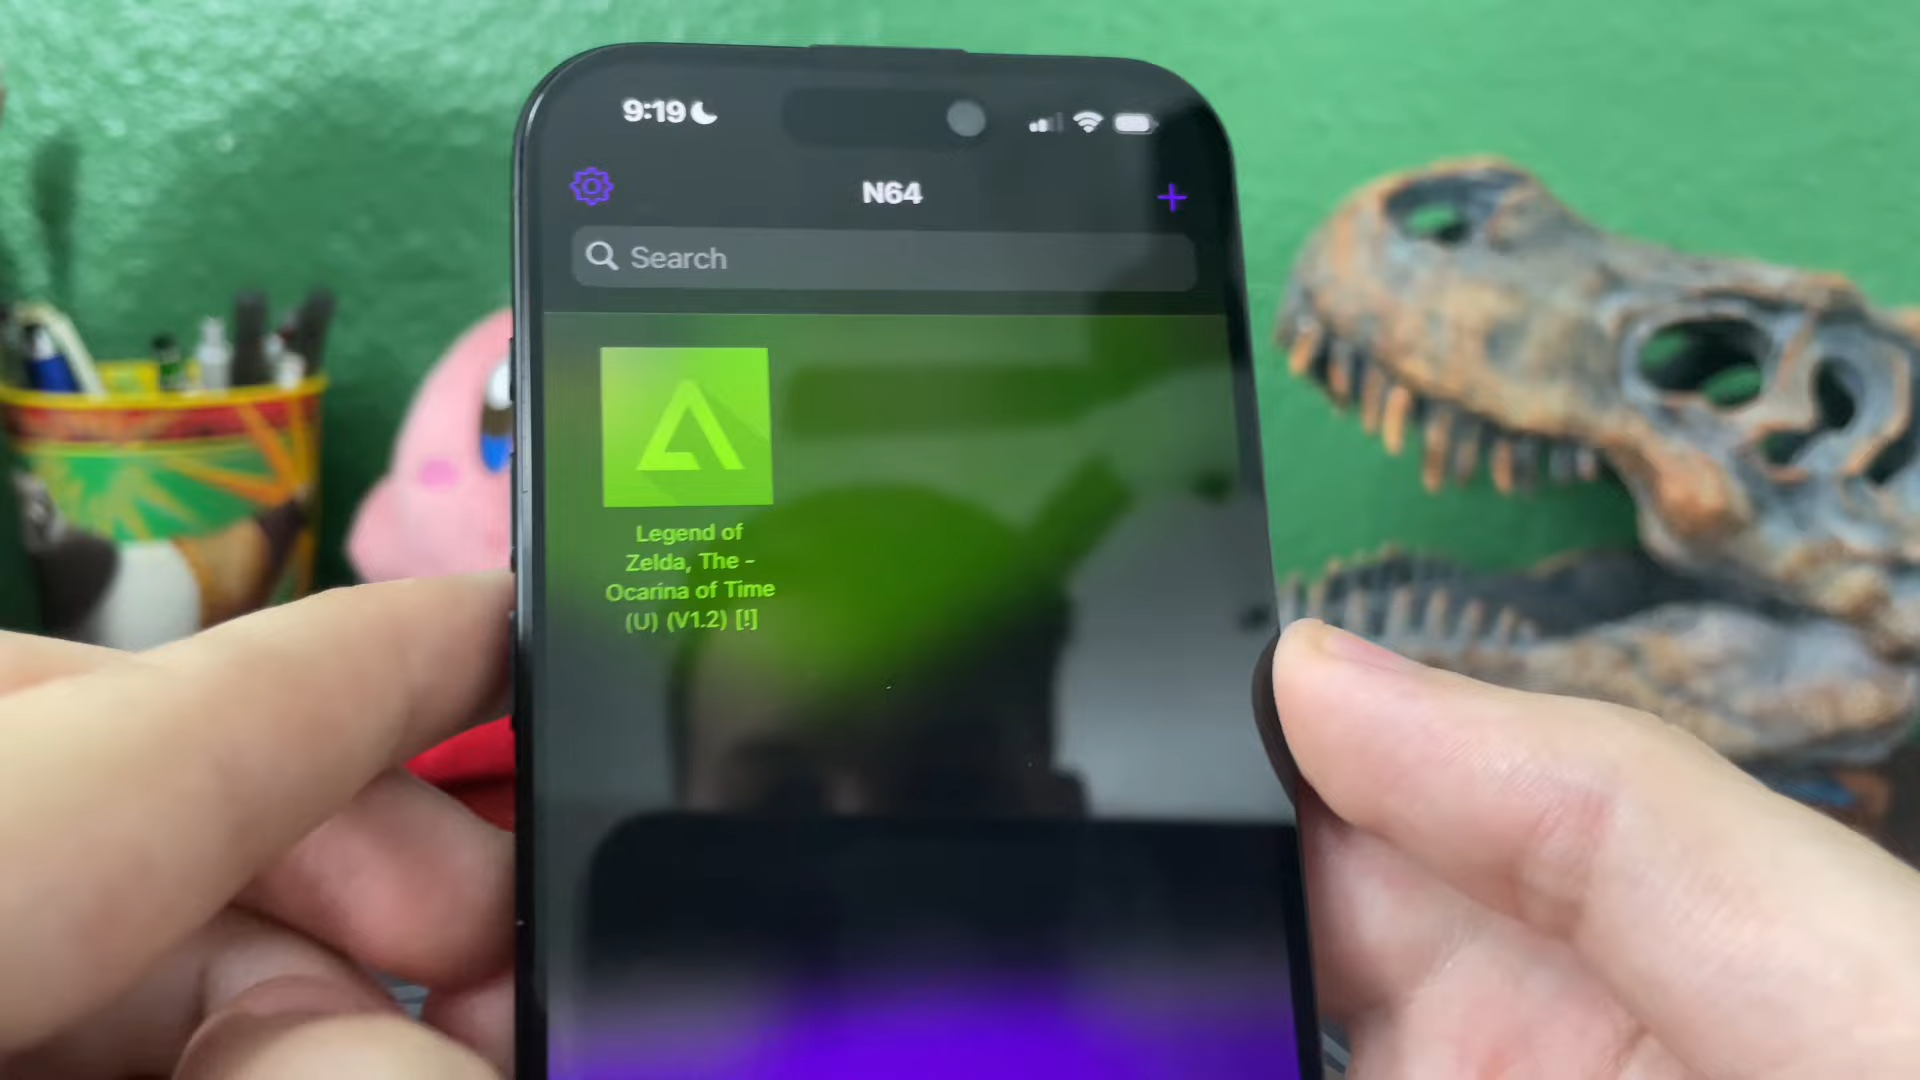 9:19
N64
Search
Legend of
Zelda, The -
Ocarina of Time
(U) (V1.2) [!]